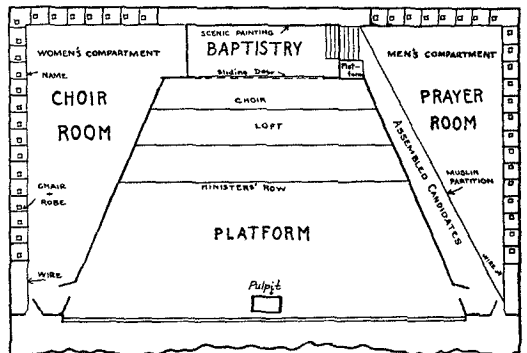 SCENIC PAINTING
BAPTISTRY
WOMEN'S COMPARTMENT
MEN'S COMPARTMENT
Plat-
form
Sliding Door
NAME
CHOIR
ROOM
CHOIR
LOFT
PRAYER
ROOM
ASSEMBLED CANDIDATES
MUSLIN
PARTITION
CHAIR
+
ROBE
MINISTERS' ROW
PLATFORM
WIRE
WIRE
Pulpit